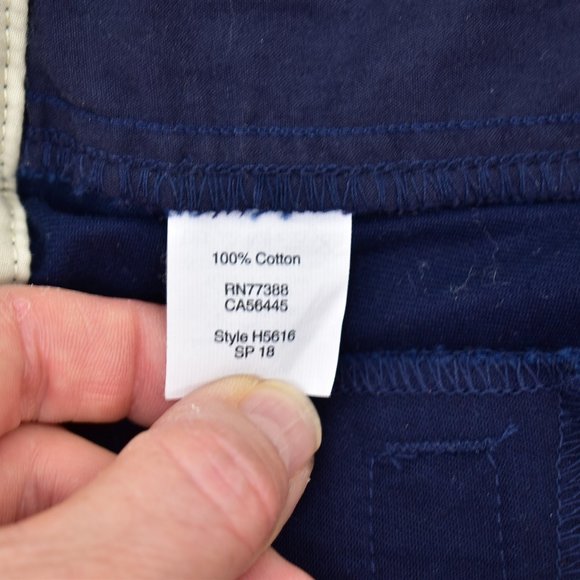 100% Cotton
RN77388
CA56445
Style H5616
SP 18